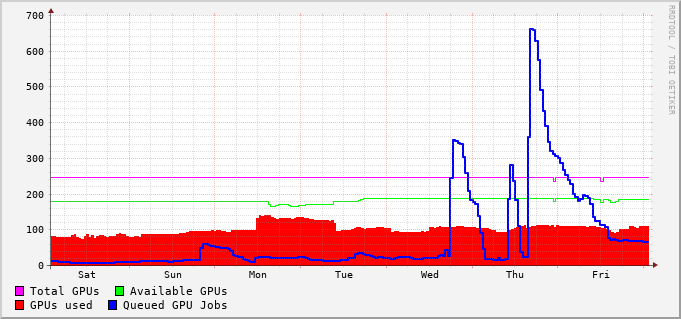 700
600
500
400
300
200
100
0
Sat Sun Mon Tue Wed Thu Fri
Total GPUs Available GPUs
GPUs used Queued GPU Jobs
RRDTOOL / TOBI OETIKER